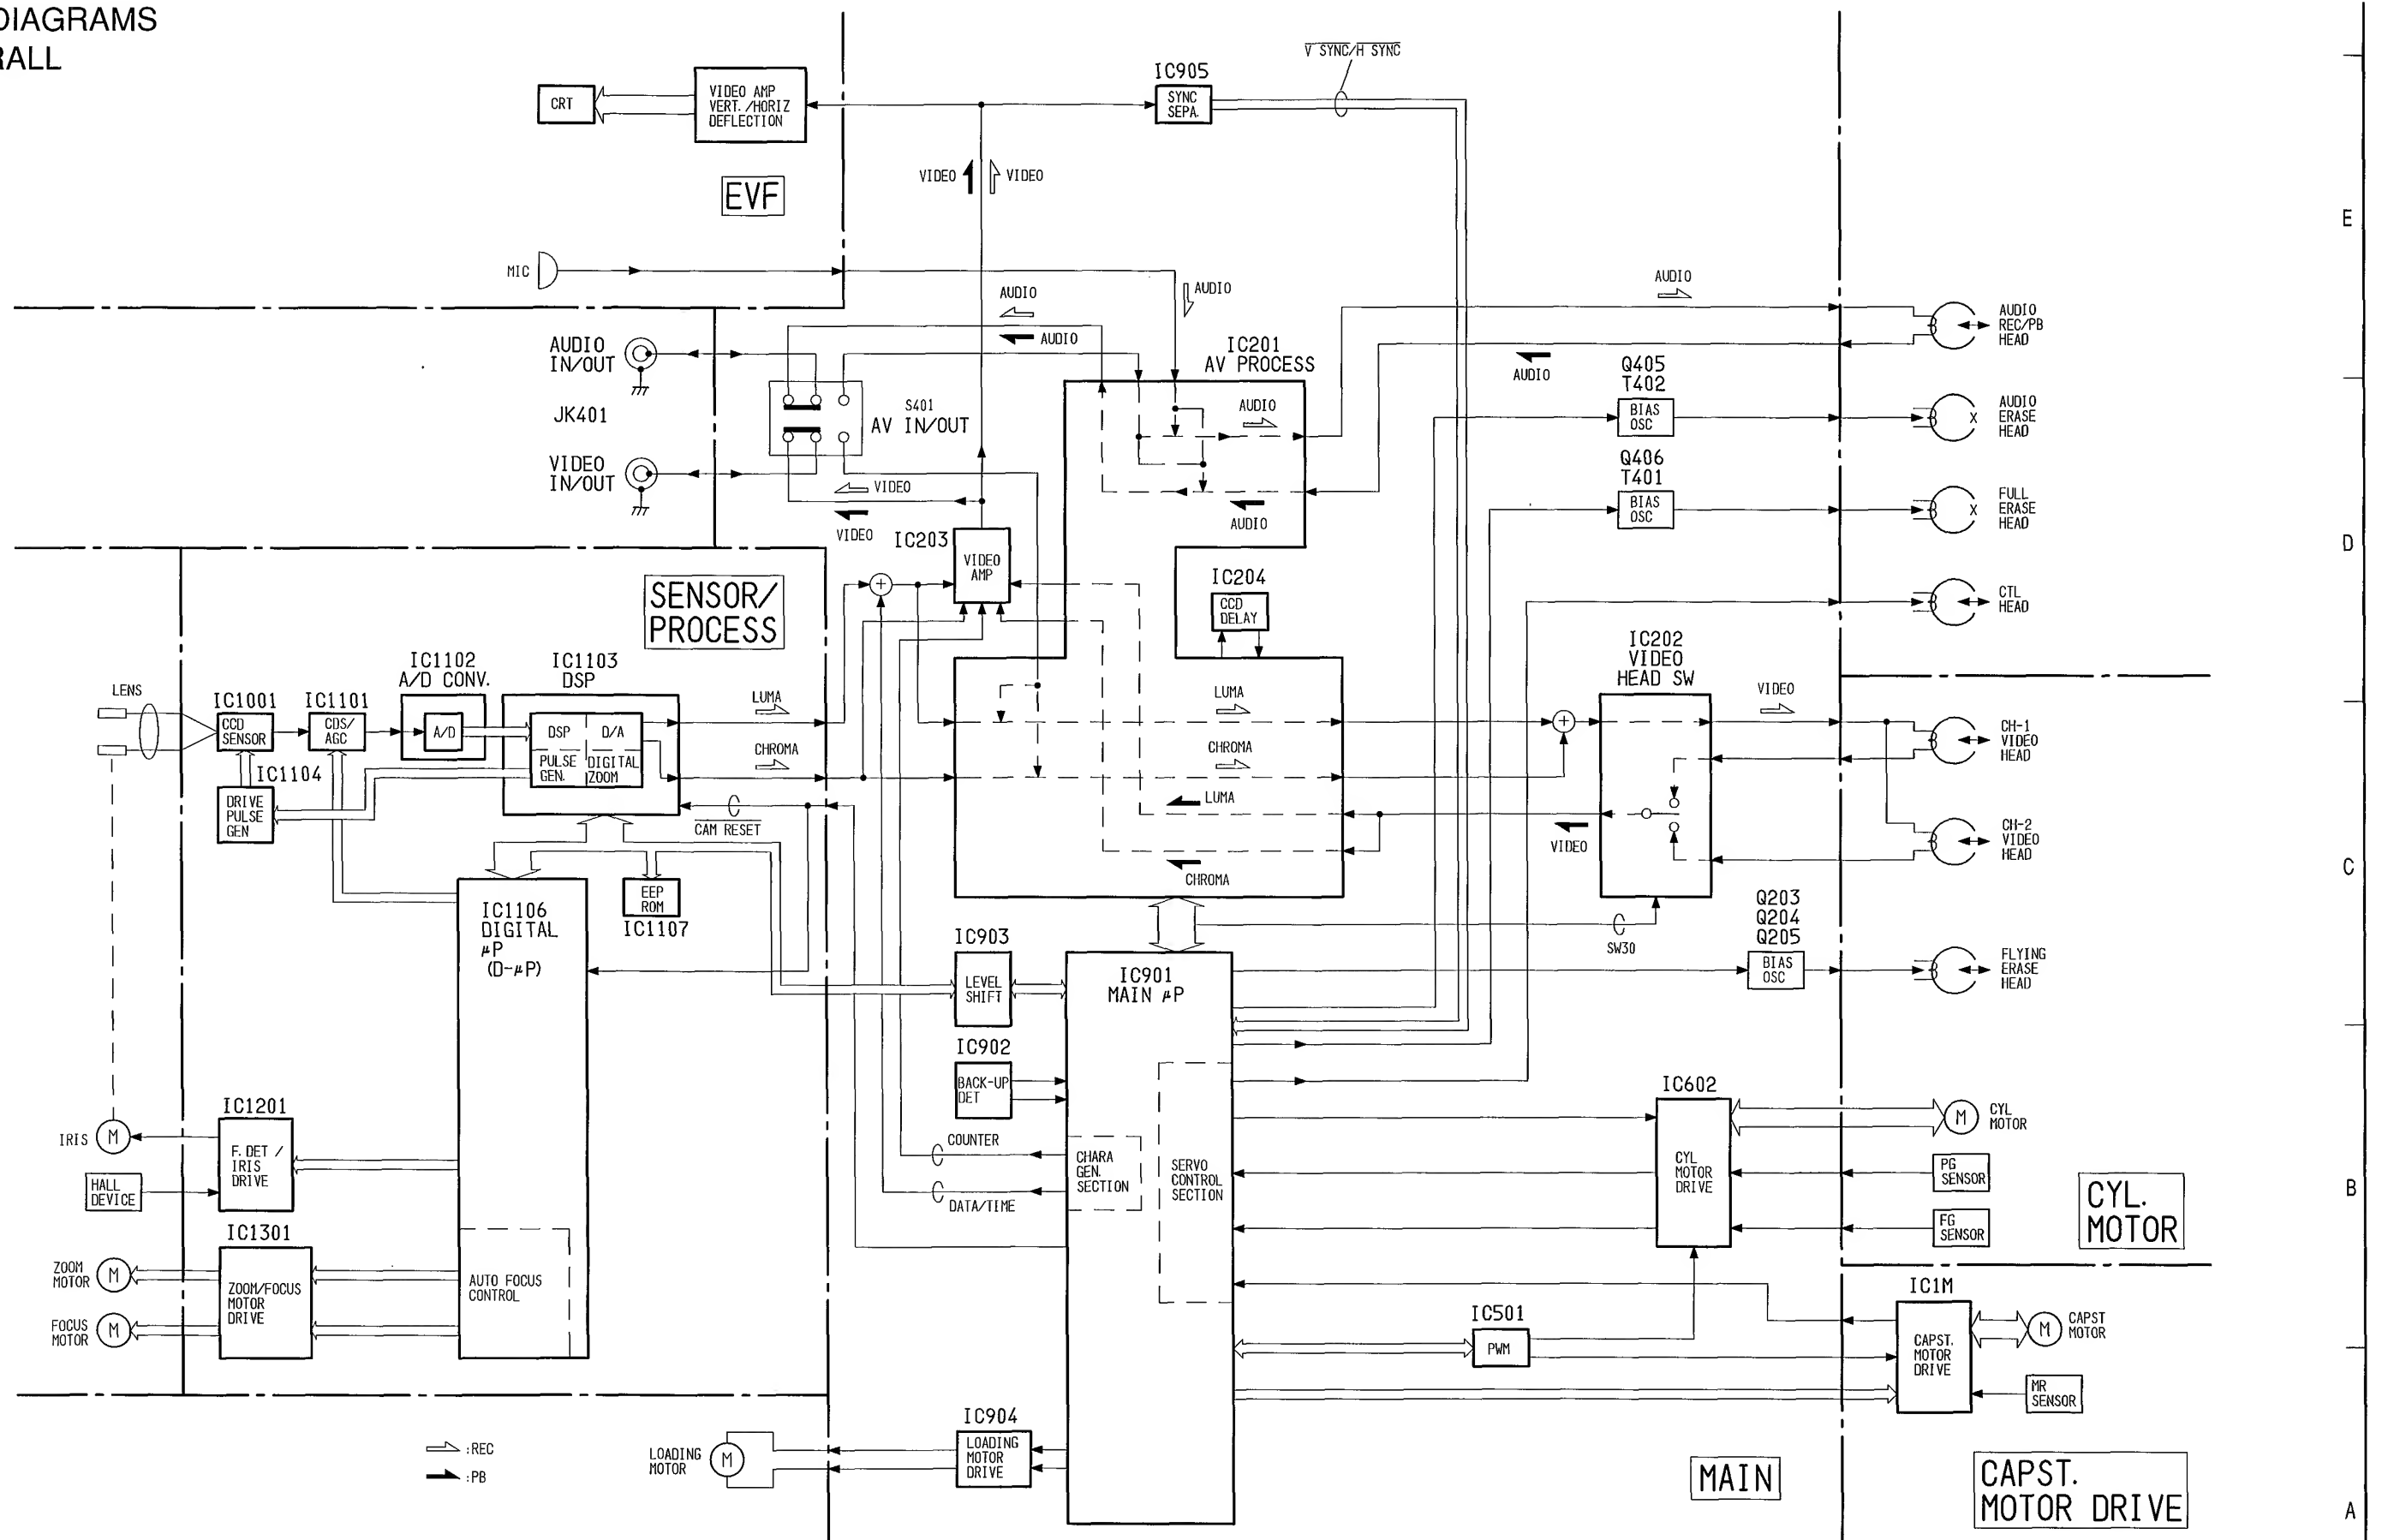 DIAGRAMS
RALL
CRT
VIDEO AMP
VERT./HORIZ
DEFLECTION
EVF
VIDEO
VIDEO
IC905
SYNC
SEPA.
V SYNC/H SYNC
E
MIC
AUDIO
AUDIO
AUDIO
AUDIO
IN/OUT
JK401
VIDEO
IN/OUT
S401
AV IN/OUT
VIDEO
VIDEO
IC201
AV PROCESS
AUDIO
AUDIO
AUDIO
AUDIO
AUDIO
REC/PB
HEAD
Q405
T402
BIAS
OSC
AUDIO
ERASE
HEAD
X
Q406
T401
BIAS
OSC
FULL
ERASE
HEAD
X
D
CTL
HEAD
IC203
VIDEO
AMP
IC204
CCD
DELAY
SENSOR/
PROCESS
LENS
IC1001
CCD
SENSOR
IC1101
CDS/
AGC
IC1102
A/D CONV.
A/D
IC1103
DSP
DSP
D/A
PULSE
GEN.
DIGITAL
ZOOM
IC1104
DRIVE
PULSE
GEN
LUMA
CHROMA
CAM RESET
LUMA
CHROMA
LUMA
CHROMA
IC202
VIDEO
HEAD SW
VIDEO
VIDEO
CH-1
VIDEO
HEAD
CH-2
VIDEO
HEAD
C
SW30
Q203
Q204
Q205
BIAS
OSC
FLYING
ERASE
HEAD
IC1106
DIGITAL
μP
(D-μP)
EEP
ROM
IC1107
IC903
LEVEL
SHIFT
IC901
MAIN μP
IC902
BACK-UP
DET
COUNTER
DATA/TIME
CHARA
GEN.
SECTION
SERVO
CONTROL
SECTION
IC602
CYL
MOTOR
DRIVE
M
CYL
MOTOR
PG
SENSOR
FG
SENSOR
CYL.
MOTOR
B
IRIS
M
HALL
DEVICE
IC1201
F.DET /
IRIS
DRIVE
IC1301
ZOOM/FOCUS
MOTOR
DRIVE
ZOOM
MOTOR
M
FOCUS
MOTOR
M
AUTO FOCUS
CONTROL
IC501
PWM
IC1M
CAPST.
MOTOR
DRIVE
M
CAPST
MOTOR
MR
SENSOR
:REC
:PB
LOADING
MOTOR
M
IC904
LOADING
MOTOR
DRIVE
MAIN
CAPST.
MOTOR DRIVE
A